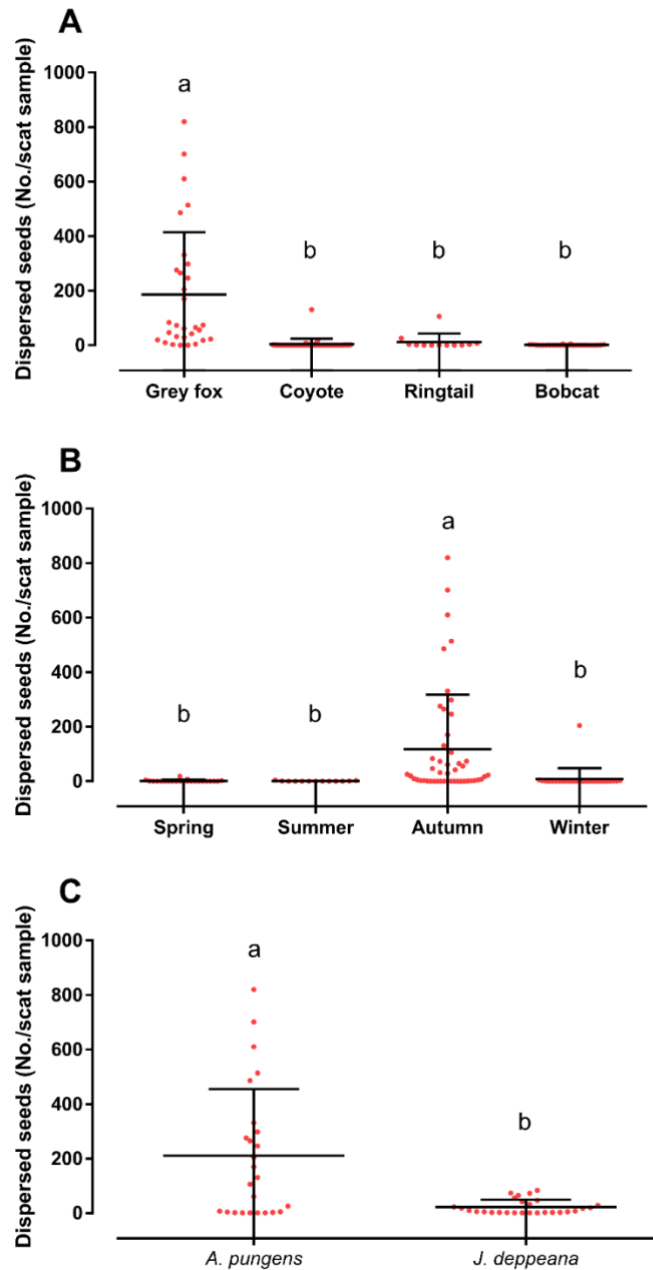 A
Dispersed seeds (No./scat sample)
1000
800
600
400
200
0
a
b
b
b
Grey fox
Coyote
Ringtail
Bobcat
B
Dispersed seeds (No./scat sample)
1000
800
600
400
200
0
b
b
a
b
Spring
Summer
Autumn
Winter
C
Dispersed seeds (No./scat sample)
1000
800
600
400
200
0
a
b
A. pungens
J. deppeana